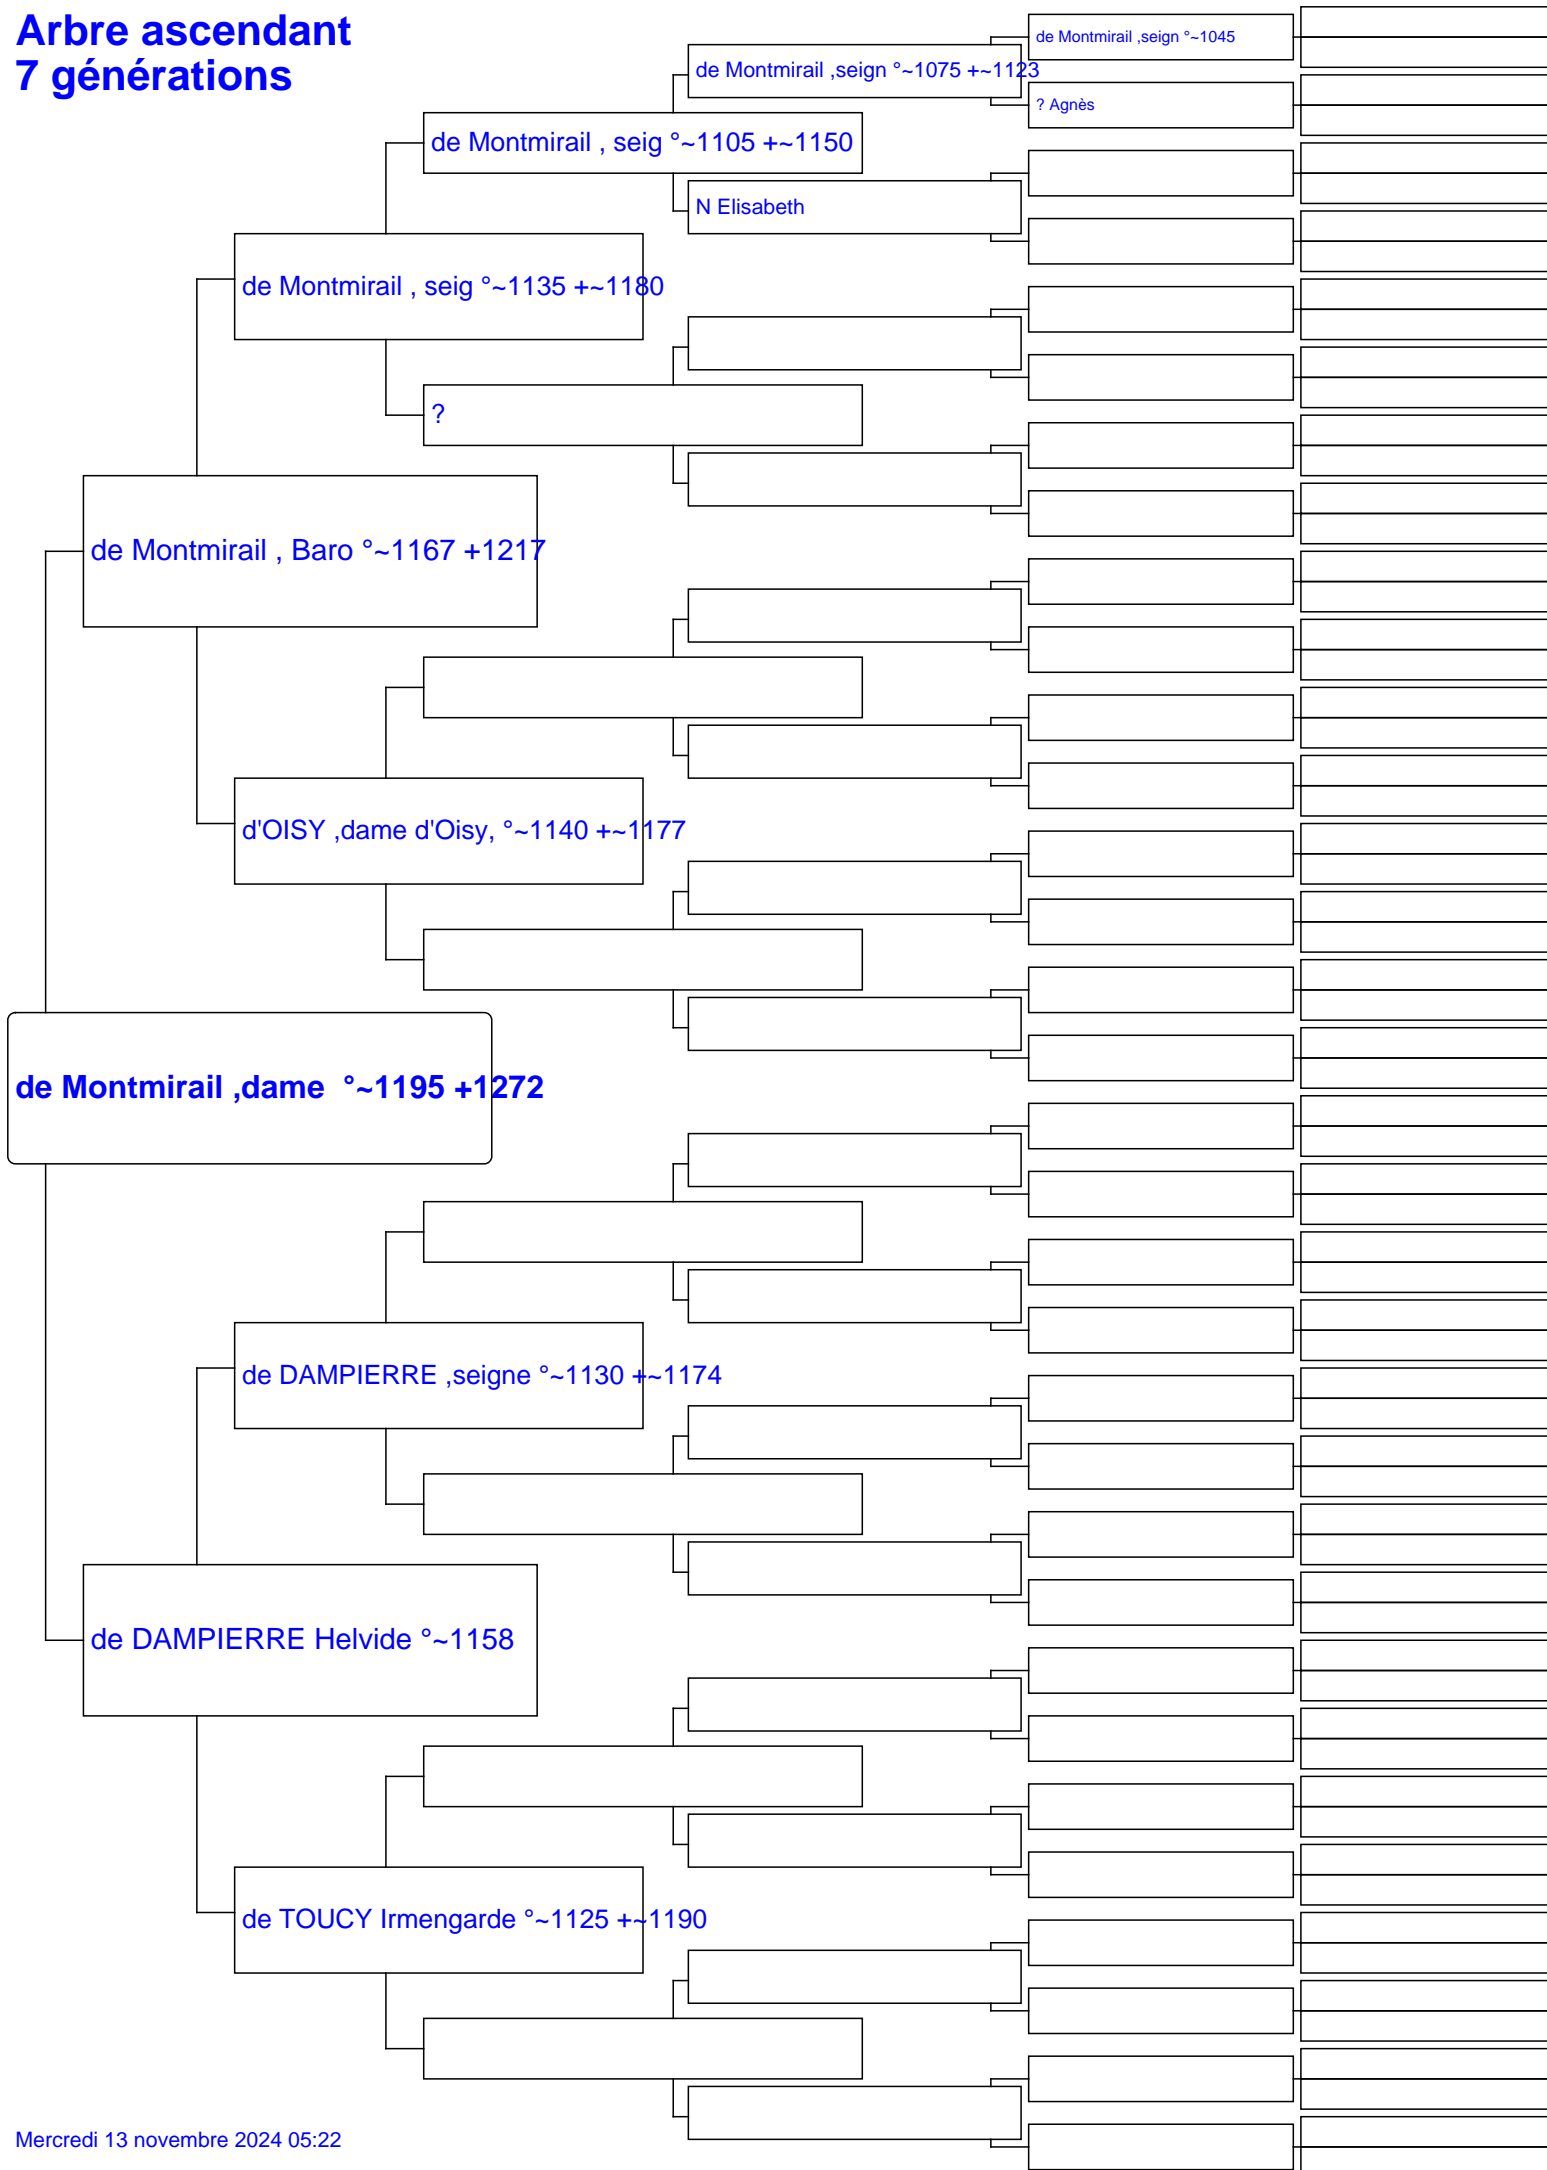 Arbre ascendant
7 générations
de Montmirail ,seign °~1045
de Montmirail ,seign °~1075 +~1123
? Agnès
de Montmirail , seig °~1105 +~1150
N Elisabeth
de Montmirail , seig °~1135 +~1180
?
de Montmirail , Baro °~1167 +1217
d'OISY ,dame d'Oisy, °~1140 +~1177
de Montmirail ,dame  °~1195 +1272
de DAMPIERRE ,seigne °~1130 +~1174
de DAMPIERRE Helvide °~1158
de TOUCY Irmengarde °~1125 +~1190
Mercredi 13 novembre 2024 05:22